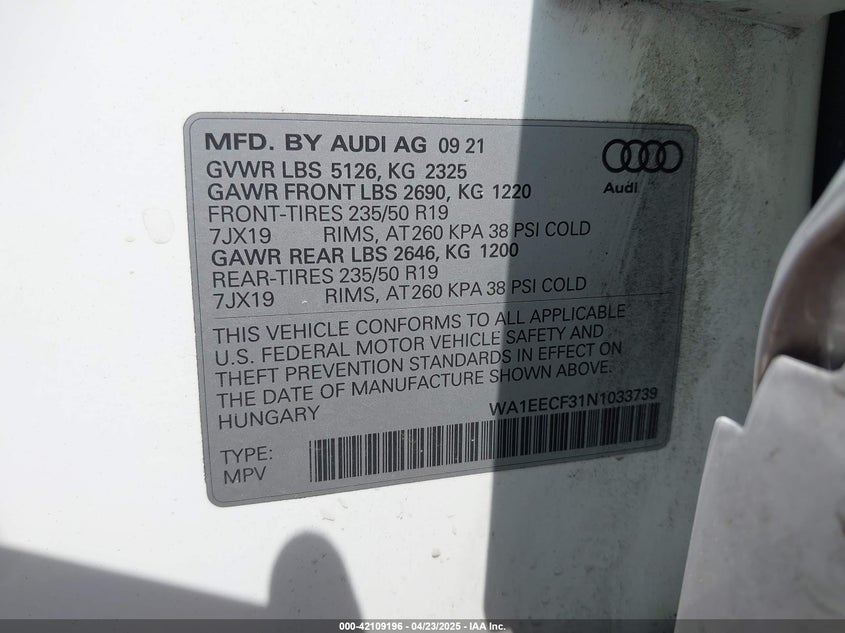 MFD. BY AUDI AG 09 21
GVWR LBS 5126, KG 2325
GAWR FRONT LBS 2690, KG 1220
FRONT-TIRES 235/50 R19
7JX19 RIMS, AT 260 KPA 38 PSI COLD
GAWR REAR LBS 2646, KG 1200
REAR-TIRES 235/50 R19
7JX19 RIMS, AT 260 KPA 38 PSI COLD
Audi
THIS VEHICLE CONFORMS TO ALL APPLICABLE
U.S. FEDERAL MOTOR VEHICLE SAFETY AND
THEFT PREVENTION STANDARDS IN EFFECT ON
THE DATE OF MANUFACTURE SHOWN ABOVE.
HUNGARY WA1EECF31N1033739
TYPE:
MPV
000-42109196 - 04/23/2025 - IAA, Inc.